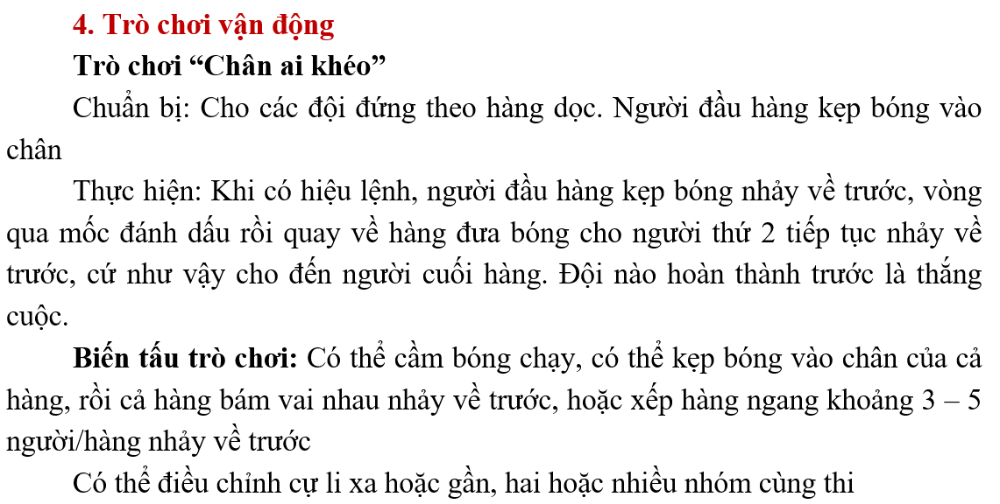 4. Trò chơi vận động
Trò chơi “Chân ai khéo”
Chuẩn bị: Cho các đội đứng theo hàng dọc. Người đầu hàng kẹp bóng vào
chân
Thực hiện: Khi có hiệu lệnh, người đầu hàng kẹp bóng nhảy về trước, vòng
qua mốc đánh dấu rồi quay về hàng đưa bóng cho người thứ 2 tiếp tục nhảy về
trước, cứ như vậy cho đến người cuối hàng. Đội nào hoàn thành trước là thắng
cuộc.
Biến tấu trò chơi: Có thể cầm bóng chạy, có thể kẹp bóng vào chân của cả
hàng, rồi cả hàng bám vai nhau nhảy về trước, hoặc xếp hàng ngang khoảng 3 – 5
người/hàng nhảy về trước
Có thể điều chỉnh cự li xa hoặc gần, hai hoặc nhiều nhóm cùng thi